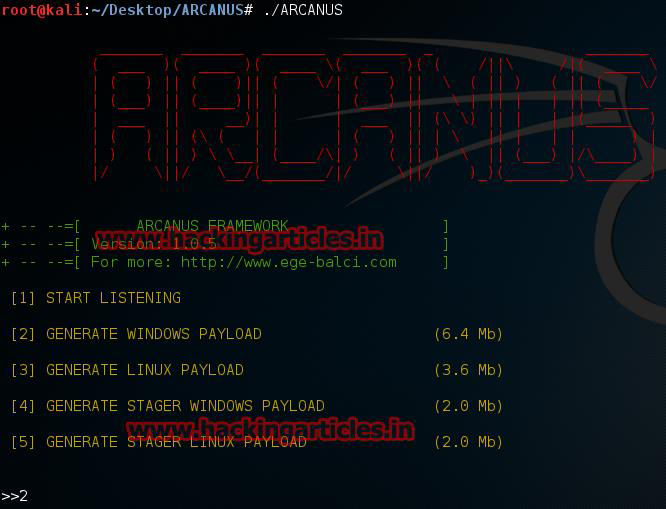 root@kali:~/Desktop/ARCANUS# ./ARCANUS
ARCANUS
+ -- --=[ ARCANUS FRAMEWORK ]
www.hackingarticles.in
+ -- --=[ Version: 1.0.5 ]
+ -- --=[ For more: http://www.ege-balci.com ]
[1] START LISTENING
[2] GENERATE WINDOWS PAYLOAD (6.4 Mb)
[3] GENERATE LINUX PAYLOAD (3.6 Mb)
[4] GENERATE STAGER WINDOWS PAYLOAD (2.0 Mb)
www.hackingarticles.in
[5] GENERATE STAGER LINUX PAYLOAD (2.0 Mb)
>>2